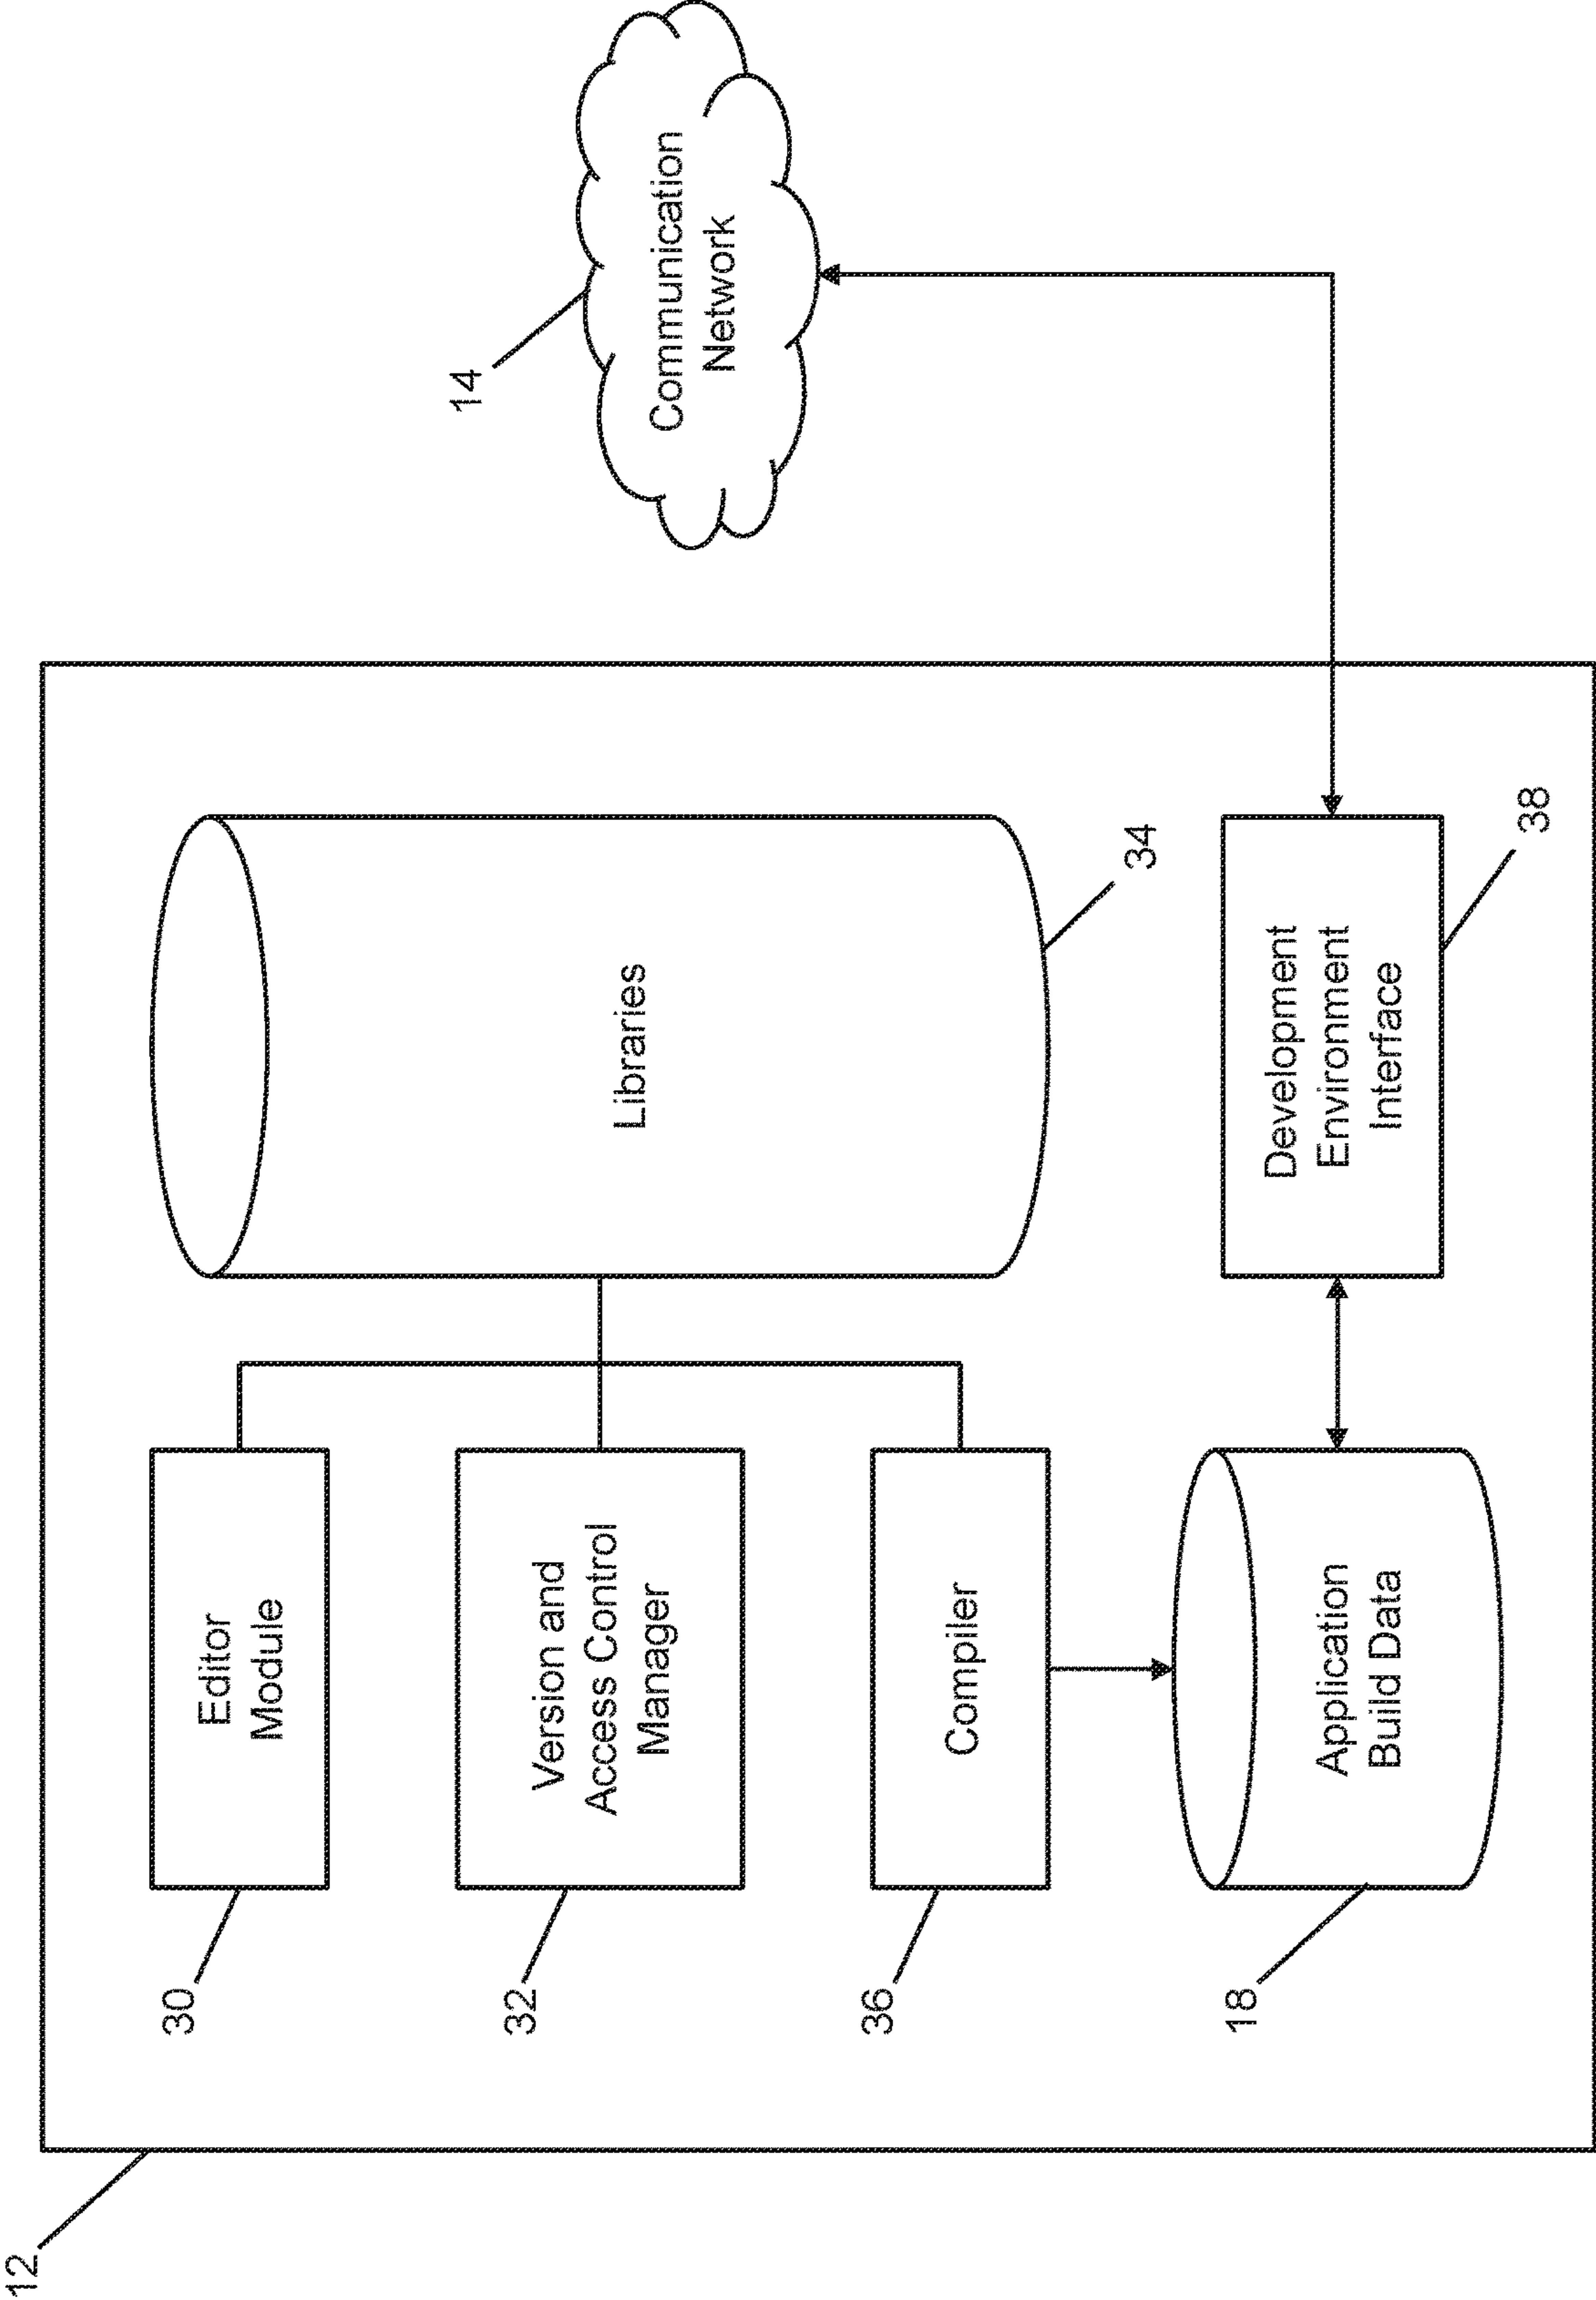 12
30
Editor
Module
32
Version and
Access Control
Manager
36
Compiler
18
Application
Build Data
Libraries
34
Development
Environment
Interface
38
14
Communication
Network